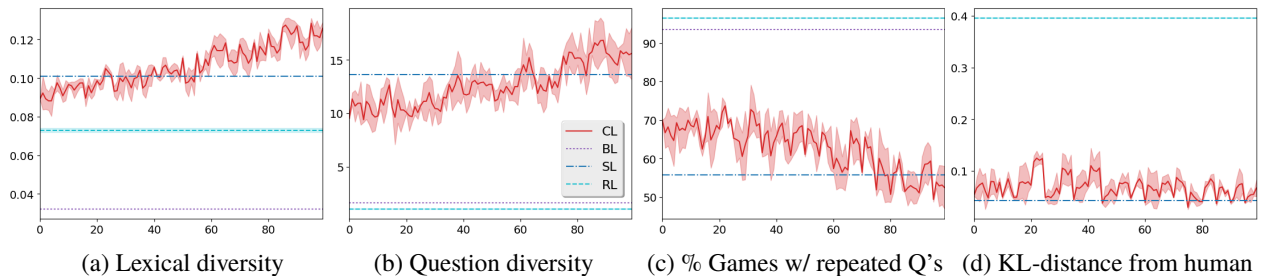 0.12
0.10
0.08
0.06
0.04
0 20 40 60 80
15
10
5
0 20 40 60 80
CL
BL
SL
RL
90
80
70
60
50
0 20 40 60 80
0.4
0.3
0.2
0.1
0 20 40 60 80
(a) Lexical diversity
(b) Question diversity
(c) % Games w/ repeated Q's
(d) KL-distance from human